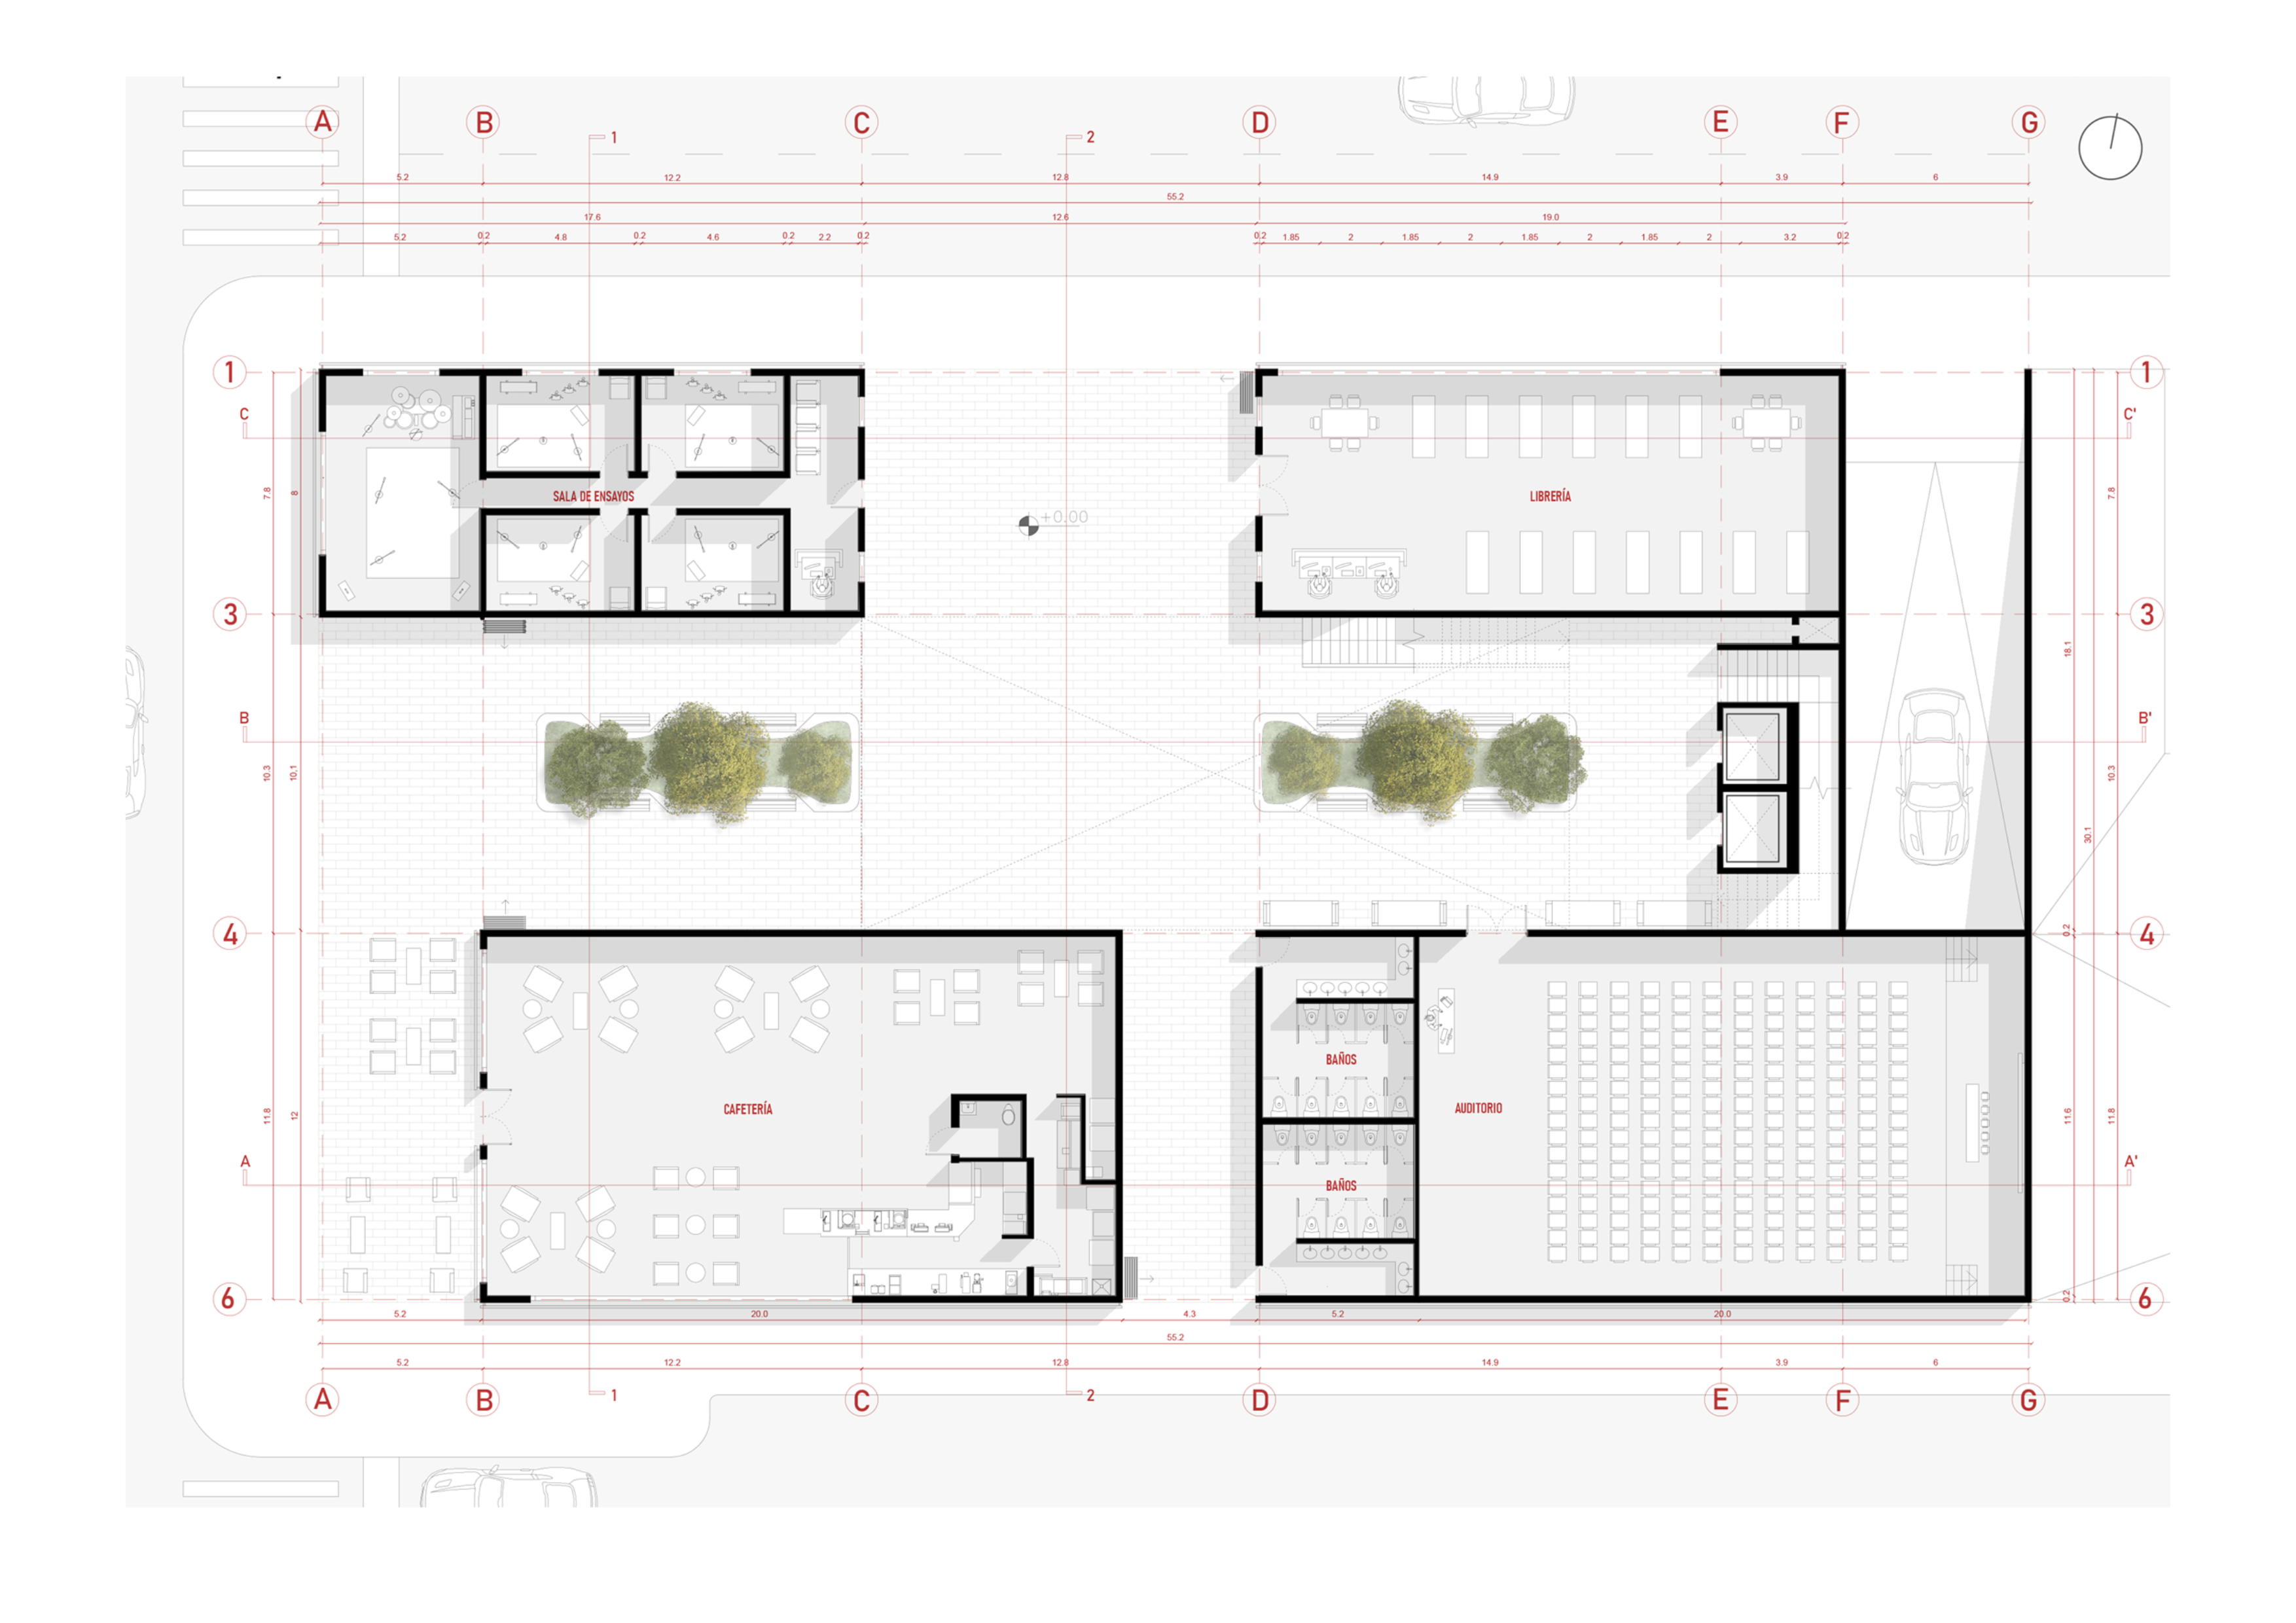 A B C D E F G
1 2
5.2 12.2 12.8 14.9 3.9 6
55.2
17.6 12.6 19.0
5.2 0.2 4.8 0.2 4.6 0.2 2.2 0.2 0.2 1.85 2 1.85 2 1.85 2 1.85 2 3.2 0.2
1 1
C C'
7.8 8 7.8
SALA DE ENSAYOS LIBRERÍA
+0.00
3 3
18.1
B B'
10.3 10,1 10.3
30.1
0.2
4 4
BAÑOS
CAFETERÍA AUDITORIO
11.8 12 11.6 11.8
A A'
BAÑOS
0.2
6 6
5.2 20.0 4.3 5.2 20.0
55.2
5.2 12.2 12.8 14.9 3.9 6
1 2
A B C D E F G